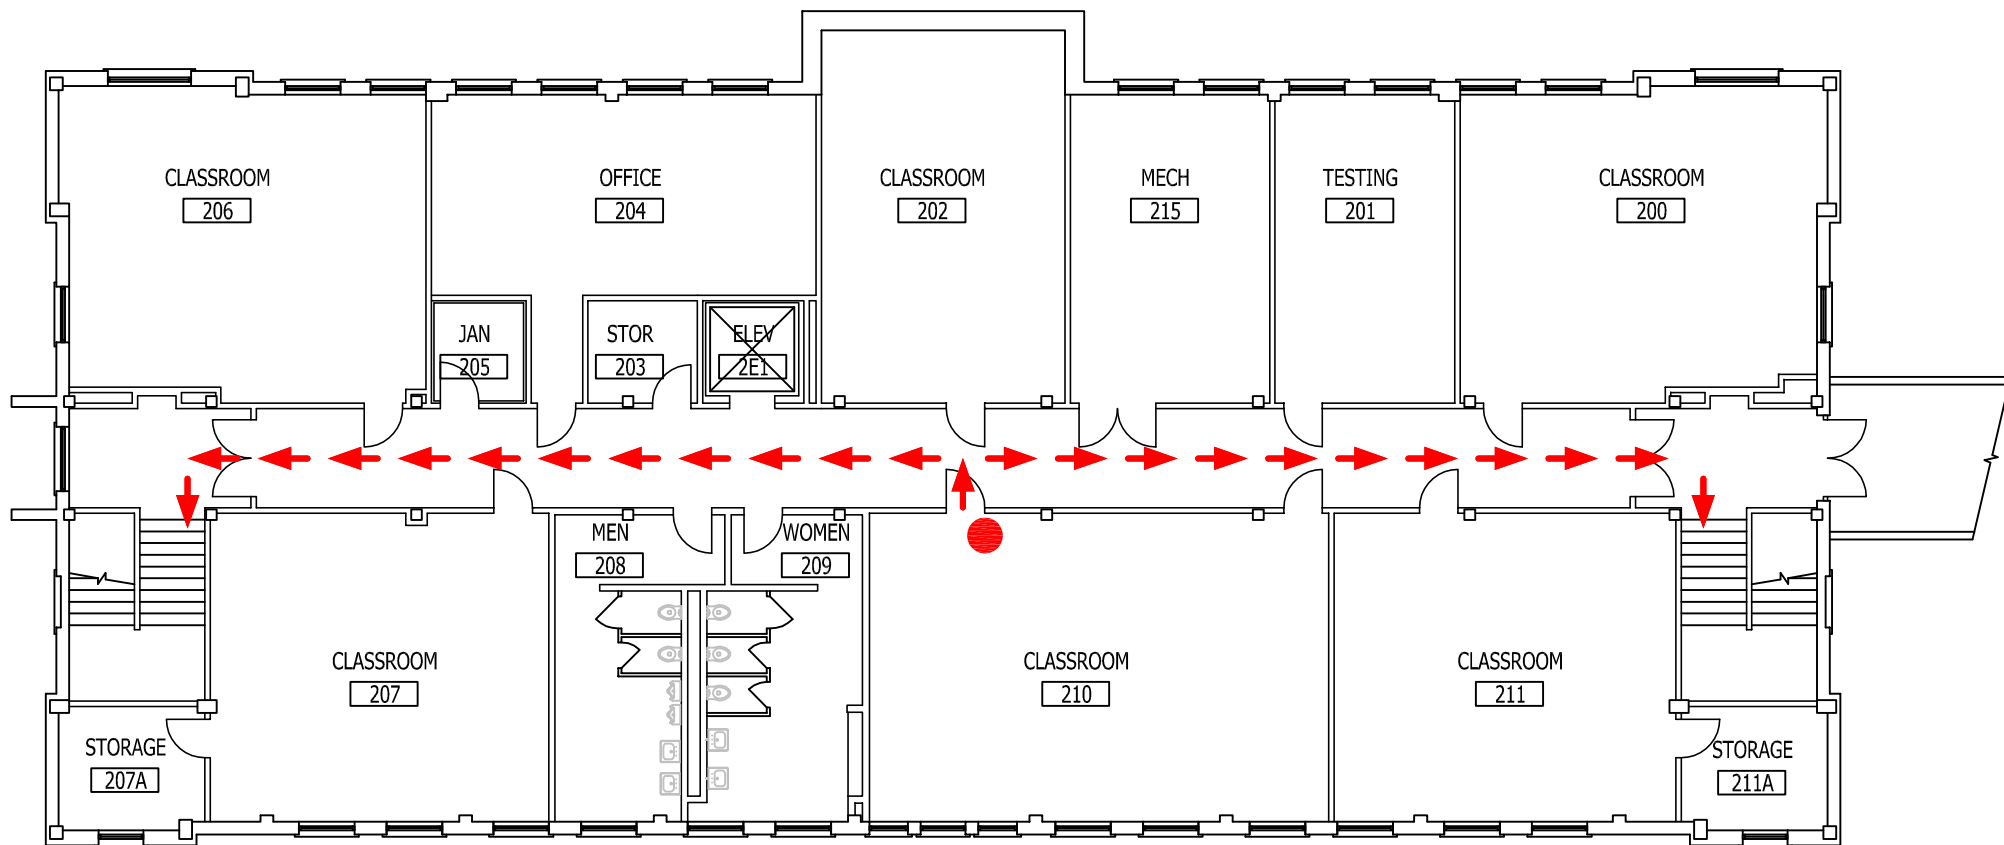 CLASSROOM
206
OFFICE
204
CLASSROOM
202
MECH
215
TESTING
201
CLASSROOM
200
JAN
205
STOR
203
ELEV
2E1
MEN
208
WOMEN
209
CLASSROOM
207
CLASSROOM
210
CLASSROOM
211
STORAGE
207A
STORAGE
211A